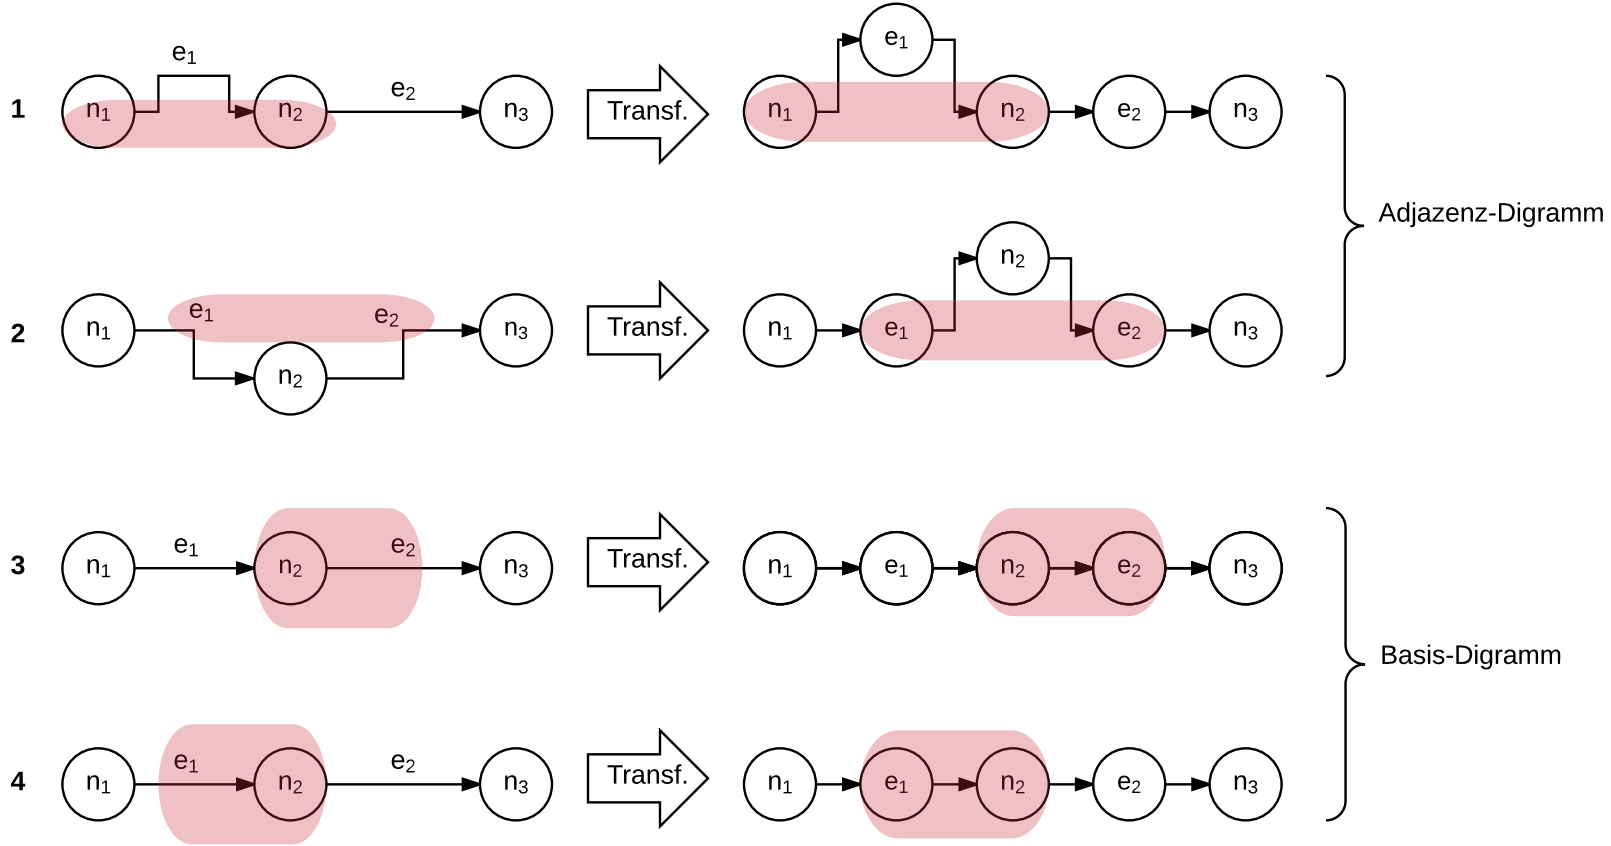 1 n1 e1 n2 e2 n3 Transf. n1 e1 n2 e2 n3
Adjazenz-Digramm
2 n1 e1 n2 e2 n3 Transf. n1 e1 n2 e2 n3
3 n1 e1 n2 e2 n3 Transf. n1 e1 n2 e2 n3
Basis-Digramm
4 n1 e1 n2 e2 n3 Transf. n1 e1 n2 e2 n3